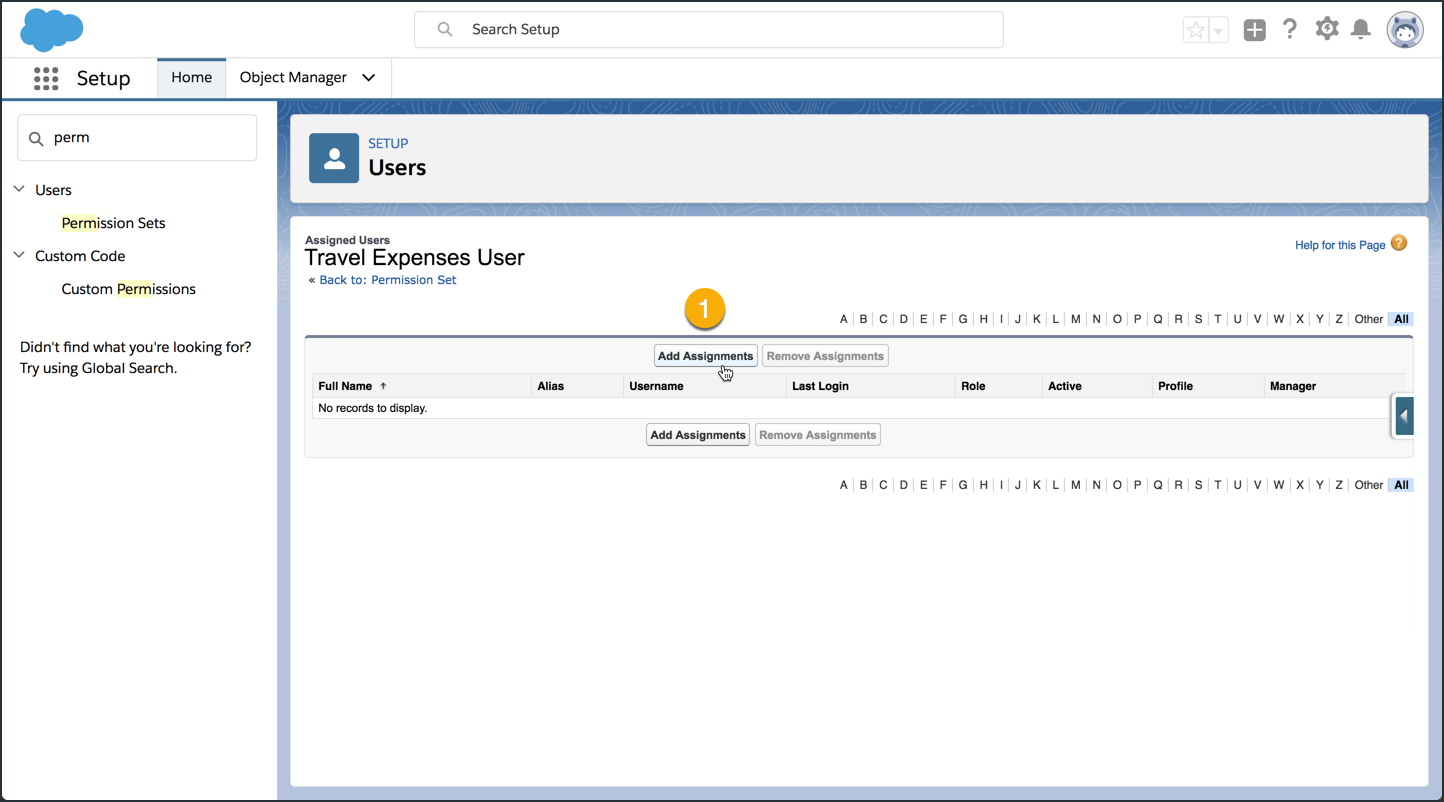 Search Setup
Setup
Home
Object Manager
perm
Users
Permission Sets
Custom Code
Custom Permissions
Didn't find what you're looking for?
Try using Global Search.
SETUP
Users
Assigned Users
Travel Expenses User
« Back to: Permission Set
Help for this Page ?
1
A | B | C | D | E | F | G | H | I | J | K | L | M | N | O | P | Q | R | S | T | U | V | W | X | Y | Z | Other All
Add Assignments Remove Assignments
Full Name Alias Username Last Login Role Active Profile Manager
No records to display.
Add Assignments Remove Assignments
A | B | C | D | E | F | G | H | I | J | K | L | M | N | O | P | Q | R | S | T | U | V | W | X | Y | Z | Other All